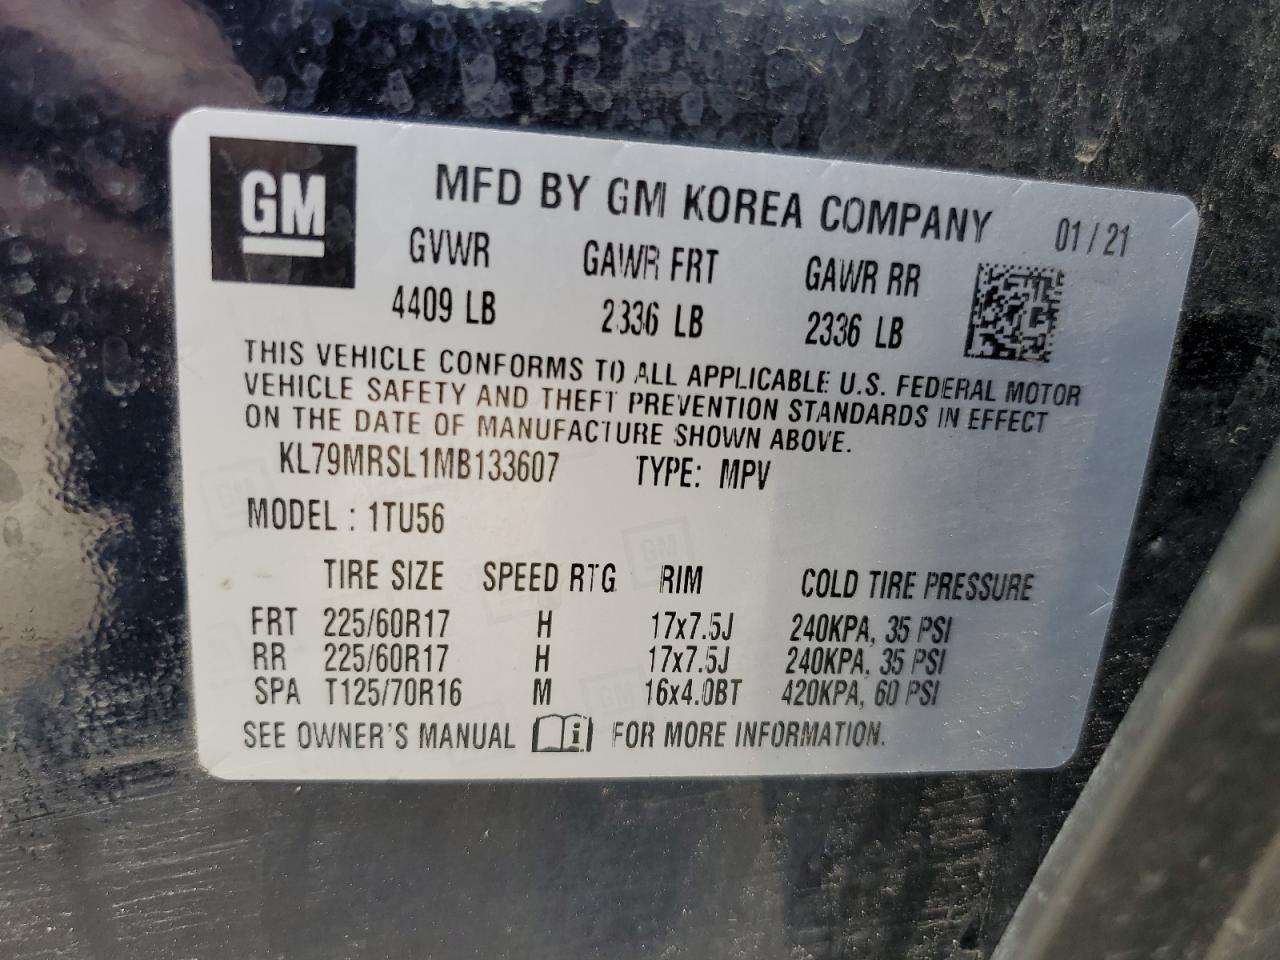 GM
MFD BY GM KOREA COMPANY 01/21
GVWR GAWR FRT GAWR RR
4409 LB 2336 LB 2336 LB
THIS VEHICLE CONFORMS TO ALL APPLICABLE U.S. FEDERAL MOTOR
VEHICLE SAFETY AND THEFT PREVENTION STANDARDS IN EFFECT
ON THE DATE OF MANUFACTURE SHOWN ABOVE.
KL79MRSL1MB133607 TYPE: MPV
MODEL : 1TU56
TIRE SIZE SPEED RTG RIM COLD TIRE PRESSURE
FRT 225/60R17 H 17x7.5J 240KPA, 35 PSI
RR 225/60R17 H 17x7.5J 240KPA, 35 PSI
SPA T125/70R16 M 16x4.0BT 420KPA, 60 PSI
SEE OWNER'S MANUAL i FOR MORE INFORMATION.